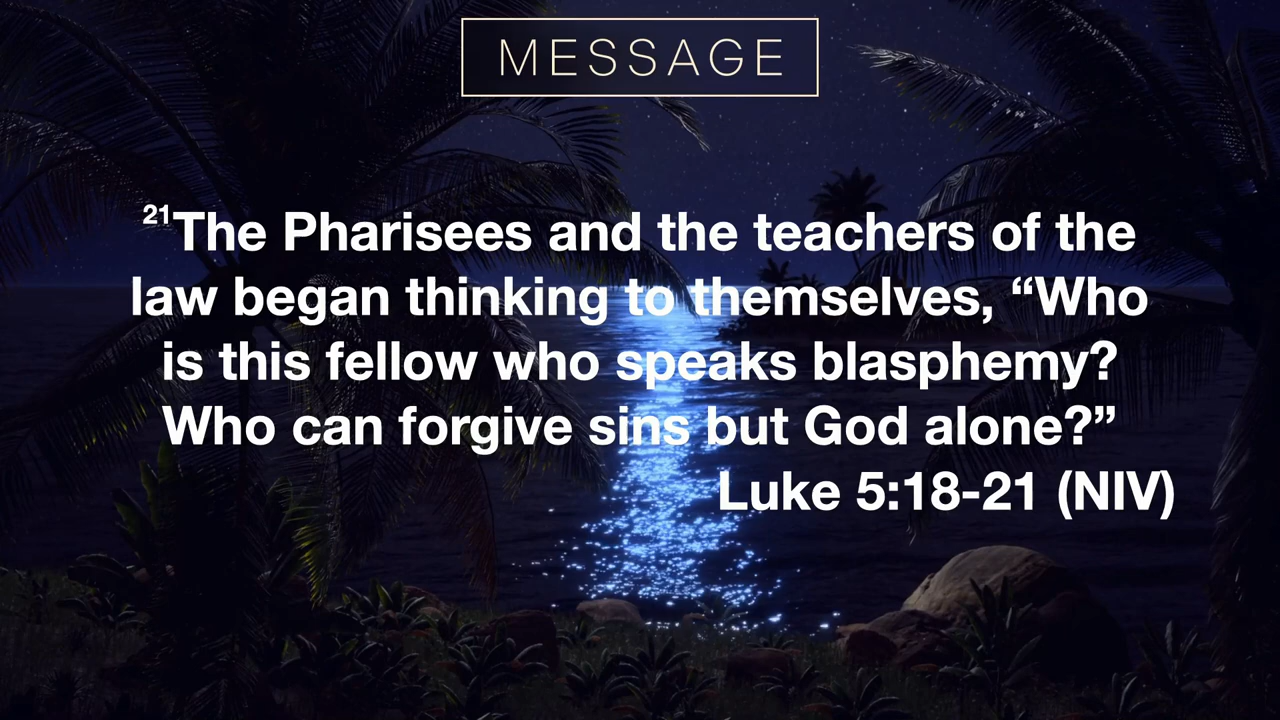 MESSAGE
21The Pharisees and the teachers of the
law began thinking to themselves, “Who
is this fellow who speaks blasphemy?
Who can forgive sins but God alone?”
Luke 5:18-21 (NIV)